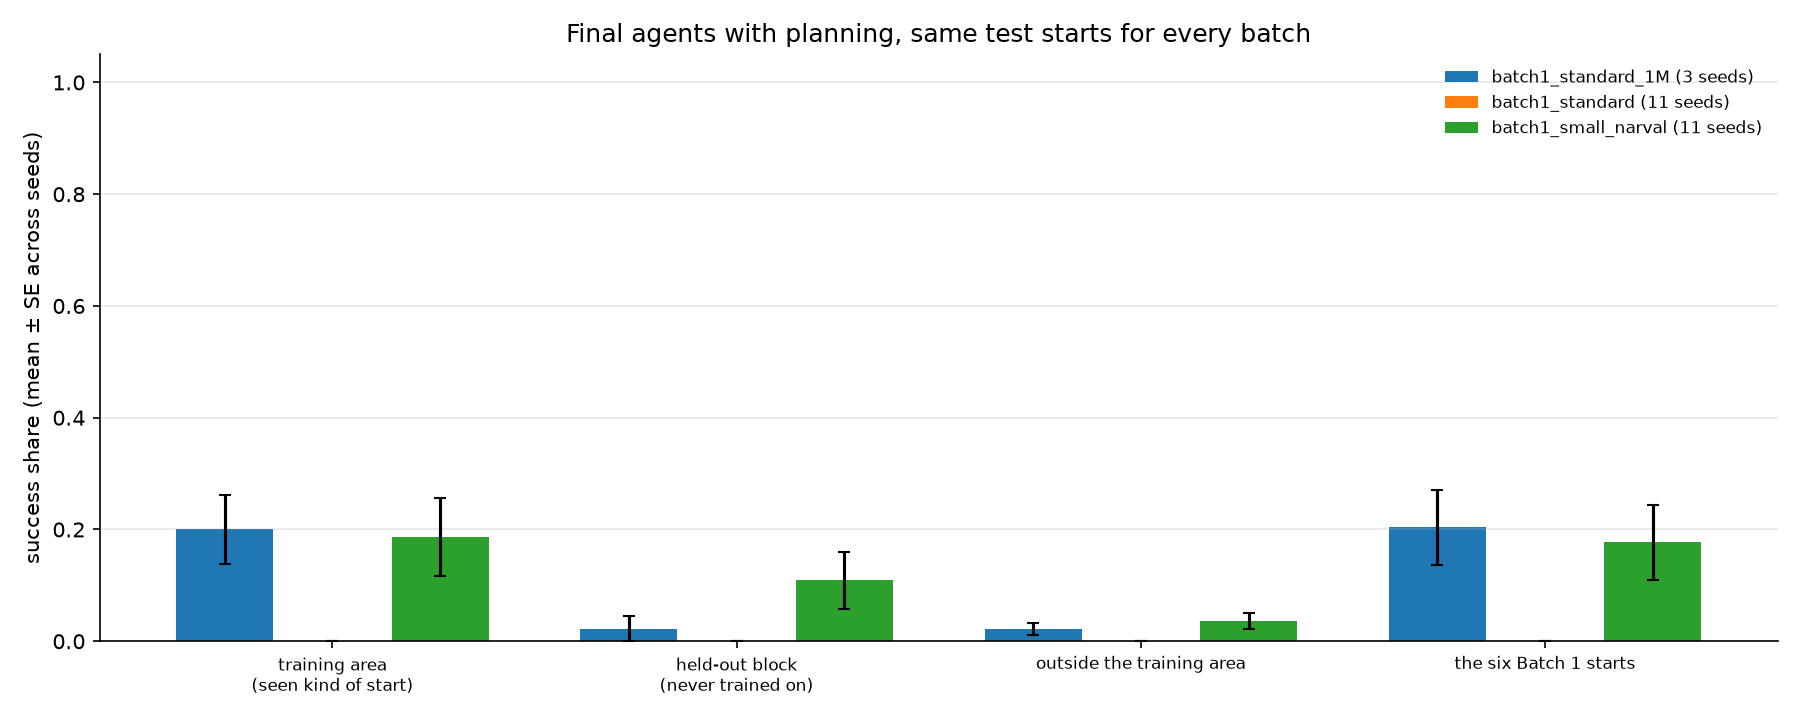 Final agents with planning, same test starts for every batch
success share (mean ± SE across seeds)
1.0
0.8
0.6
0.4
0.2
0.0
batch1_standard_1M (3 seeds)
batch1_standard (11 seeds)
batch1_small_narval (11 seeds)
training area
(seen kind of start)
held-out block
(never trained on)
outside the training area
the six Batch 1 starts